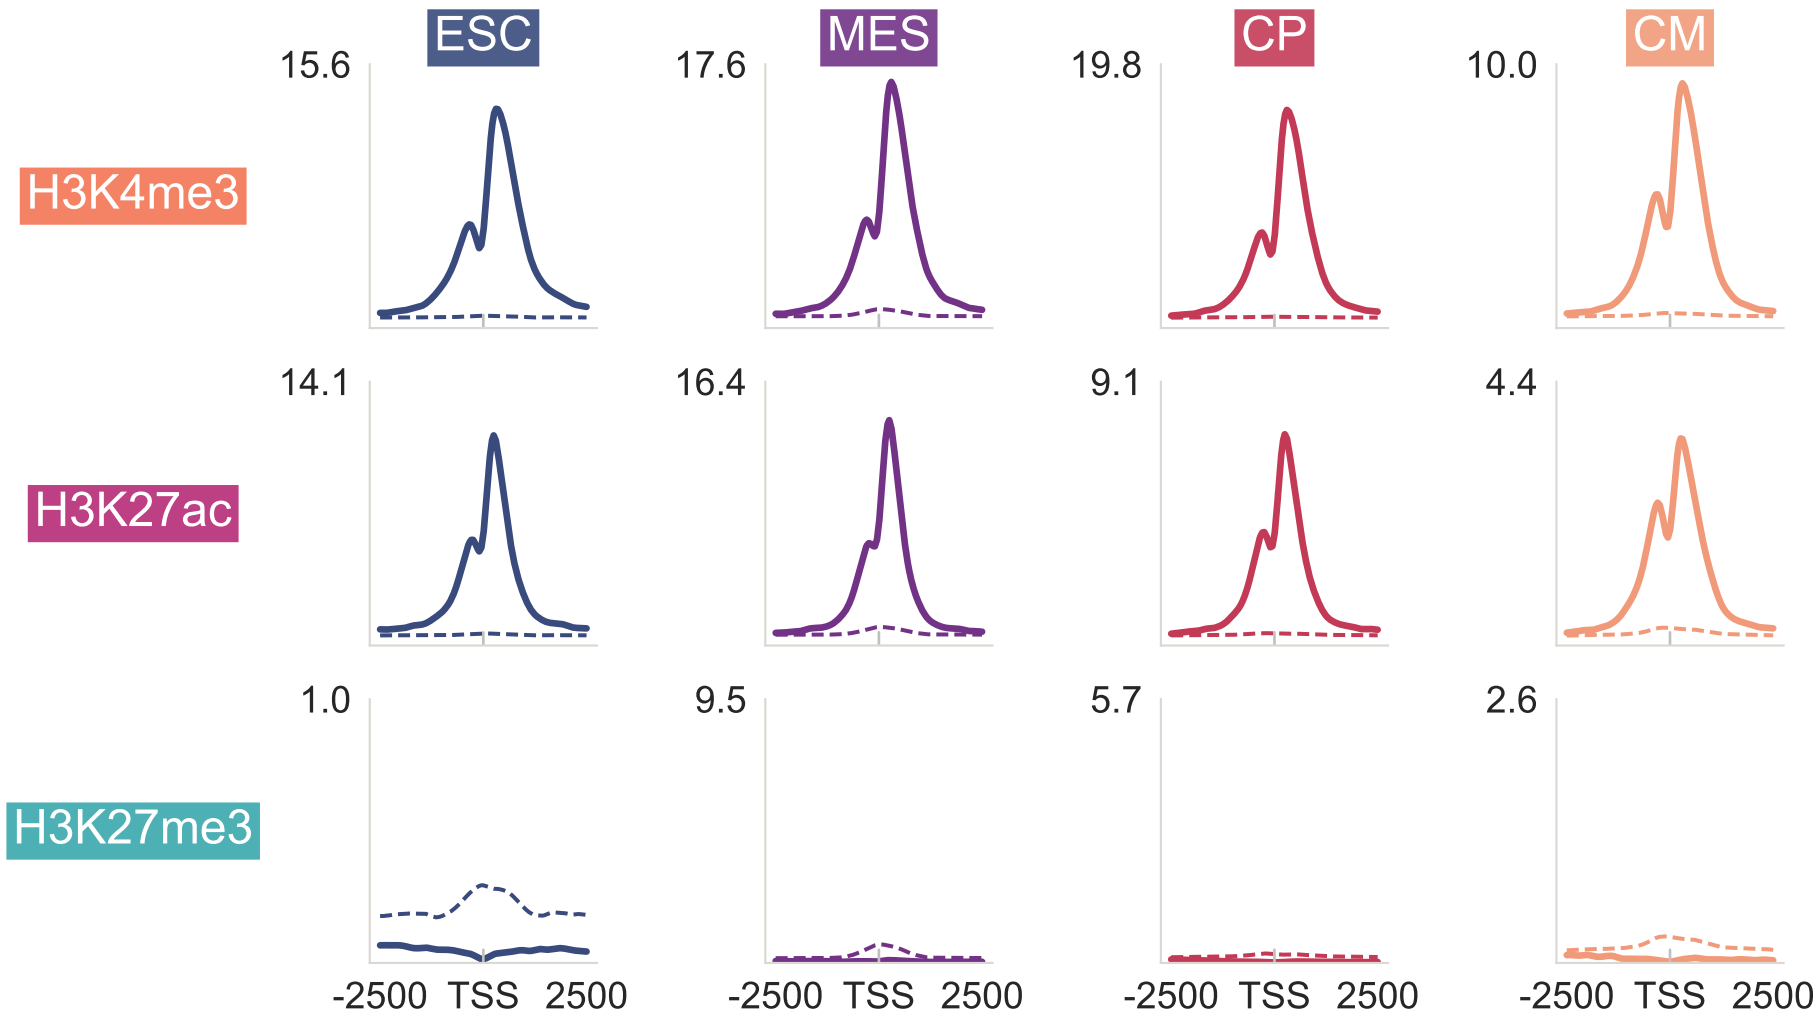 ESC MES CP CM
15.6 17.6 19.8 10.0
H3K4me3
14.1 16.4 9.1 4.4
H3K27ac
1.0 9.5 5.7 2.6
H3K27me3
-2500 TSS 2500 -2500 TSS 2500 -2500 TSS 2500 -2500 TSS 2500